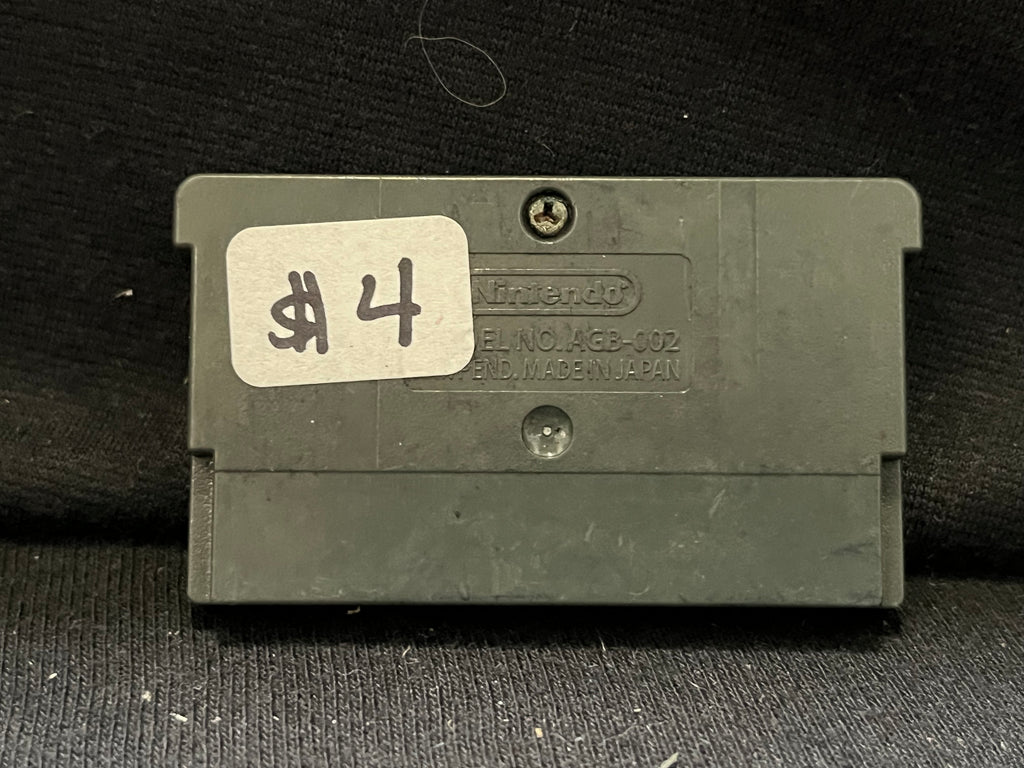 $4
Nintendo
EL NO. AGB-002
PEND. MADE IN JAPAN